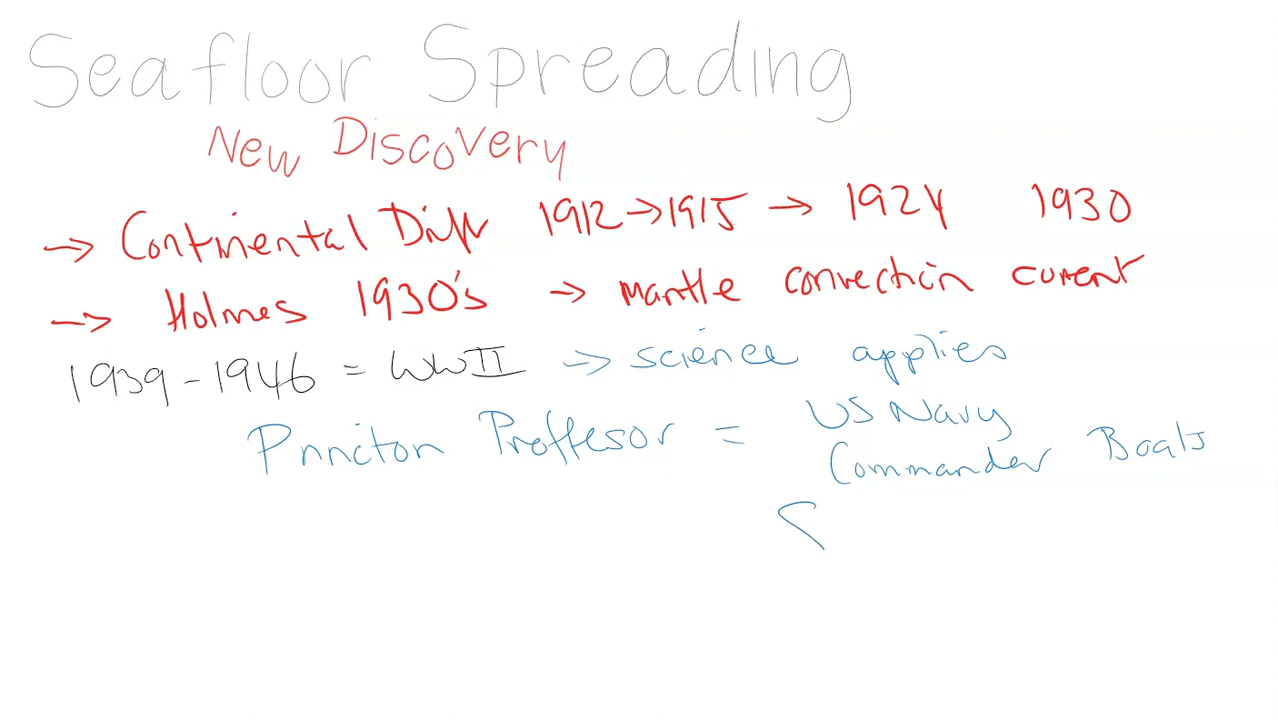 Seafloor Spreading
New Discovery
→ Continental Drift 1912 → 1915 → 1924 1930
→ Holmes 1930's → mantle convection current
1939 - 1946 = WWII → science applies
Princiton Proffesor = US Navy
Commander Boats